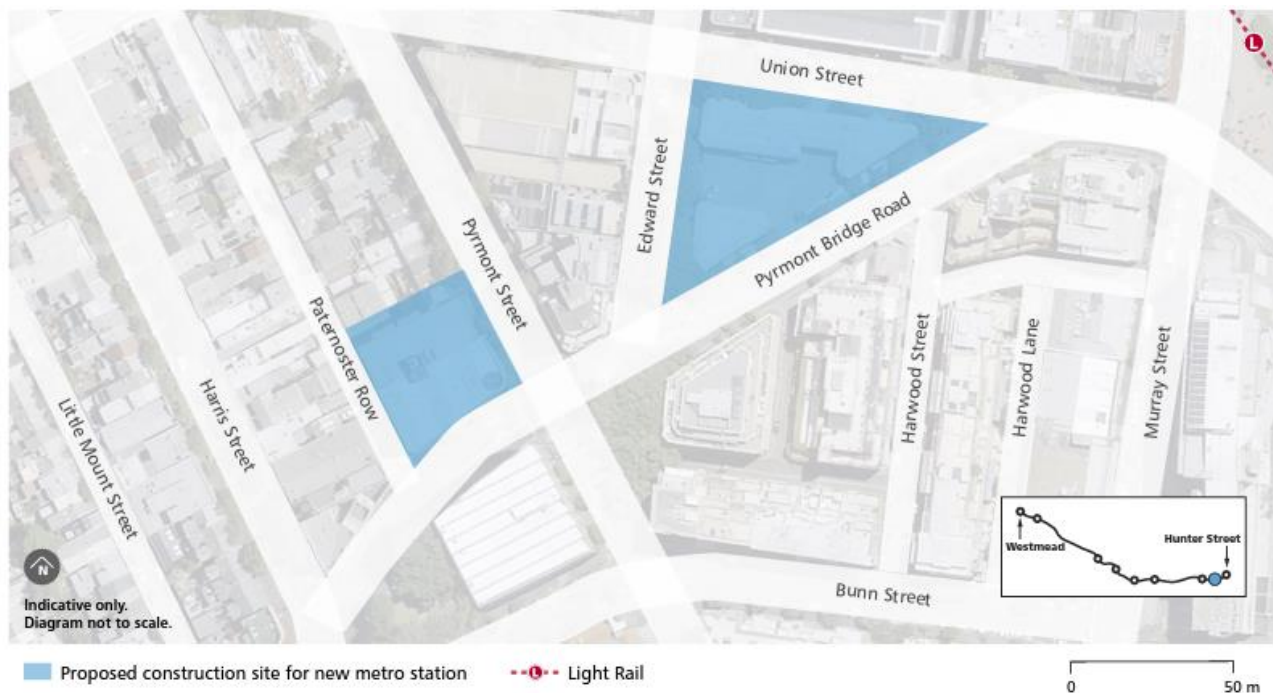 Union Street
Edward Street
Pyrmont Bridge Road
Pyrmont Street
Paternoster Row
Harris Street
Little Mount Street
Harwood Street
Harwood Lane
Murray Street
Bunn Street
L
N
Indicative only.
Diagram not to scale.
Westmead
Hunter Street
Proposed construction site for new metro station
L
Light Rail
0
50 m